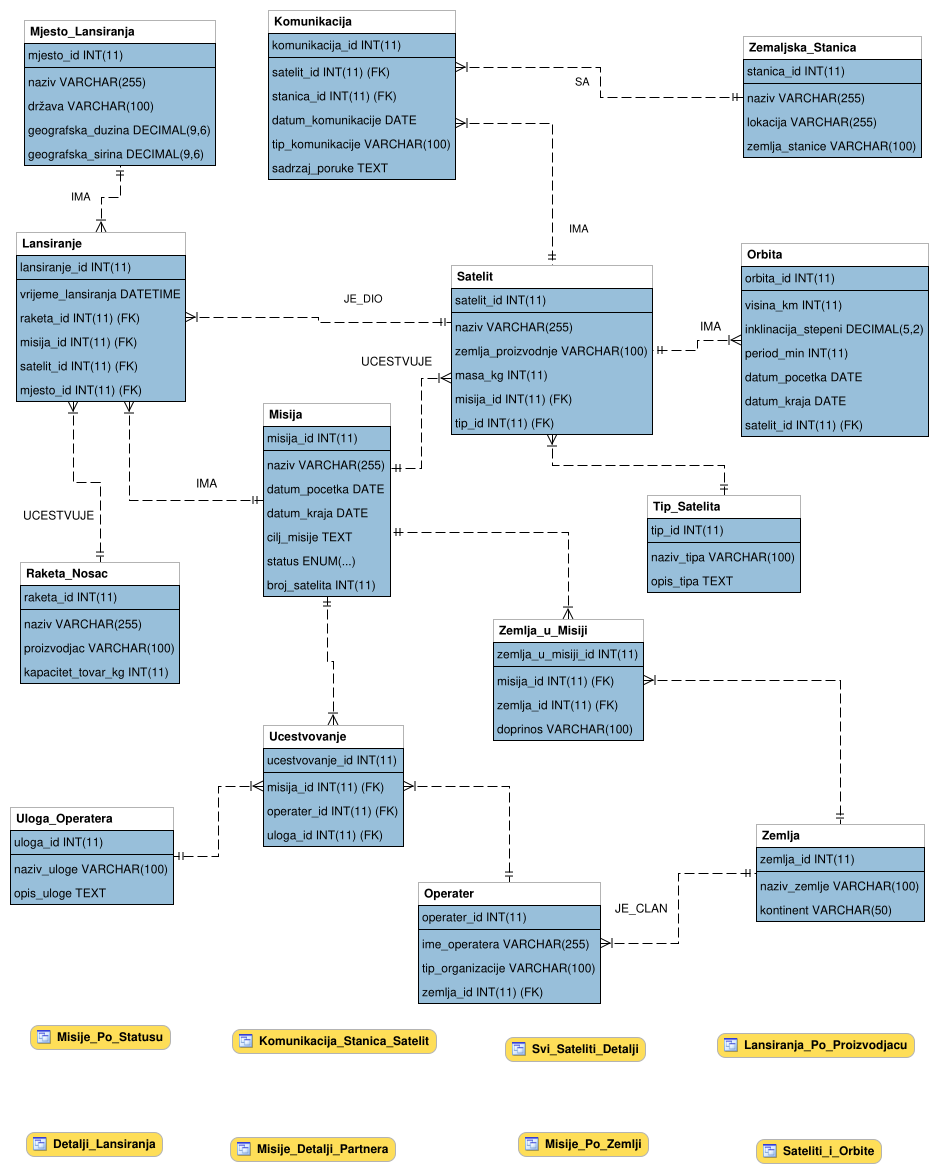 Mjesto_Lansiranja
mjesto_id INT(11)
naziv VARCHAR(255)
država VARCHAR(100)
geografska_duzina DECIMAL(9,6)
geografska_sirina DECIMAL(9,6)
Komunikacija
komunikacija_id INT(11)
satelit_id INT(11) (FK)
stanica_id INT(11) (FK)
datum_komunikacije DATE
tip_komunikacije VARCHAR(100)
sadrzaj_poruke TEXT
SA
Zemaljska_Stanica
stanica_id INT(11)
naziv VARCHAR(255)
lokacija VARCHAR(255)
zemlja_stanice VARCHAR(100)
IMA
IMA
Lansiranje
lansiranje_id INT(11)
vrijeme_lansiranja DATETIME
raketa_id INT(11) (FK)
misija_id INT(11) (FK)
satelit_id INT(11) (FK)
mjesto_id INT(11) (FK)
JE_DIO
Satelit
satelit_id INT(11)
naziv VARCHAR(255)
zemlja_proizvodnje VARCHAR(100)
masa_kg INT(11)
misija_id INT(11) (FK)
tip_id INT(11) (FK)
IMA
Orbita
orbita_id INT(11)
visina_km INT(11)
inklinacija_stepeni DECIMAL(5,2)
period_min INT(11)
datum_pocetka DATE
datum_kraja DATE
satelit_id INT(11) (FK)
UCESTVUJE
Misija
misija_id INT(11)
naziv VARCHAR(255)
datum_pocetka DATE
datum_kraja DATE
cilj_misije TEXT
status ENUM(...)
broj_satelita INT(11)
IMA
UCESTVUJE
Tip_Satelita
tip_id INT(11)
naziv_tipa VARCHAR(100)
opis_tipa TEXT
Raketa_Nosac
raketa_id INT(11)
naziv VARCHAR(255)
proizvodjac VARCHAR(100)
kapacitet_tovar_kg INT(11)
Zemlja_u_Misiji
zemlja_u_misiji_id INT(11)
misija_id INT(11) (FK)
zemlja_id INT(11) (FK)
doprinos VARCHAR(100)
Ucestvovanje
ucestvovanje_id INT(11)
misija_id INT(11) (FK)
operater_id INT(11) (FK)
uloga_id INT(11) (FK)
Uloga_Operatera
uloga_id INT(11)
naziv_uloge VARCHAR(100)
opis_uloge TEXT
Zemlja
zemlja_id INT(11)
naziv_zemlje VARCHAR(100)
kontinent VARCHAR(50)
JE_CLAN
Operater
operater_id INT(11)
ime_operatera VARCHAR(255)
tip_organizacije VARCHAR(100)
zemlja_id INT(11) (FK)
Misije_Po_Statusu
Komunikacija_Stanica_Satelit
Svi_Sateliti_Detalji
Lansiranja_Po_Proizvodjacu
Detalji_Lansiranja
Misije_Detalji_Partnera
Misije_Po_Zemlji
Sateliti_i_Orbite